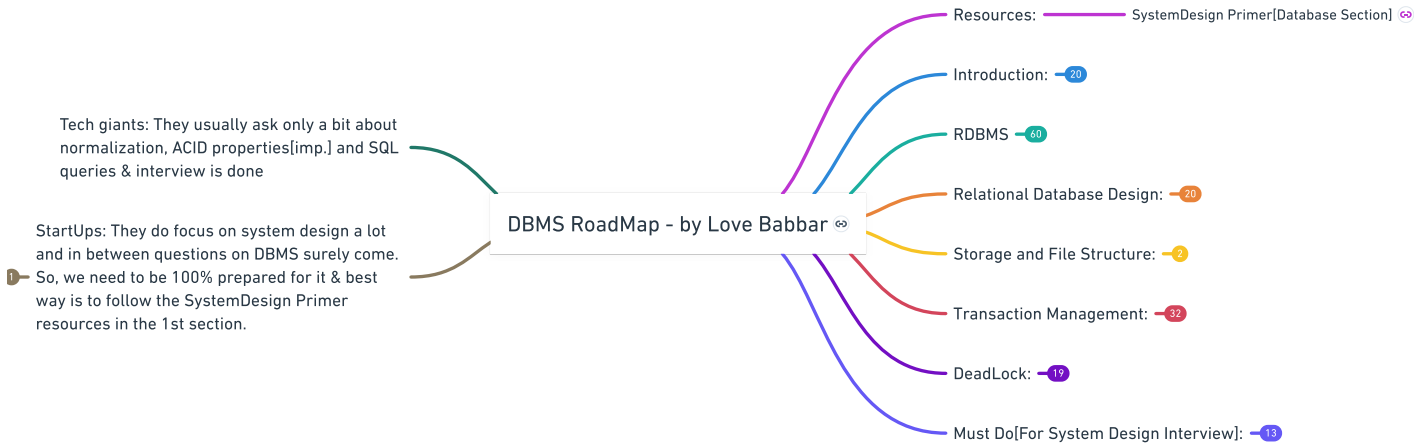 Resources:
SystemDesign Primer[Database Section]
Introduction:
20
Tech giants: They usually ask only a bit about
normalization, ACID properties[imp.] and SQL
queries & interview is done
RDBMS
60
Relational Database Design:
20
DBMS RoadMap - by Love Babbar
StartUps: They do focus on system design a lot
and in between questions on DBMS surely come.
So, we need to be 100% prepared for it & best
way is to follow the SystemDesign Primer
resources in the 1st section.
1
Storage and File Structure:
2
Transaction Management:
32
DeadLock:
19
Must Do[For System Design Interview]:
13